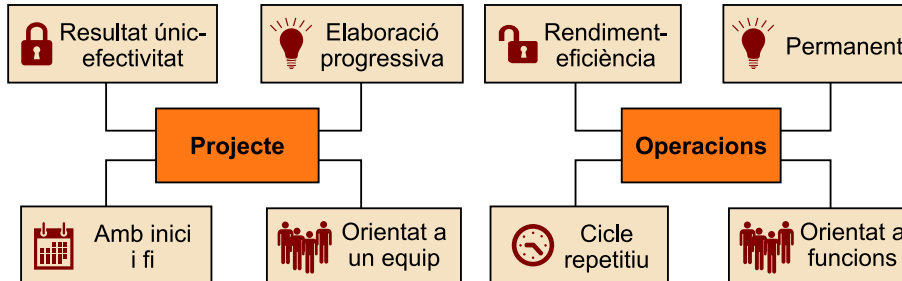 Resultat únic-
efectivitat
Elaboració
progressiva
Projecte
Amb inici
i fi
Orientat a
un equip
Rendiment-
eficiència
Permanent
Operacions
Cicle
repetitiu
Orientat a
funcions